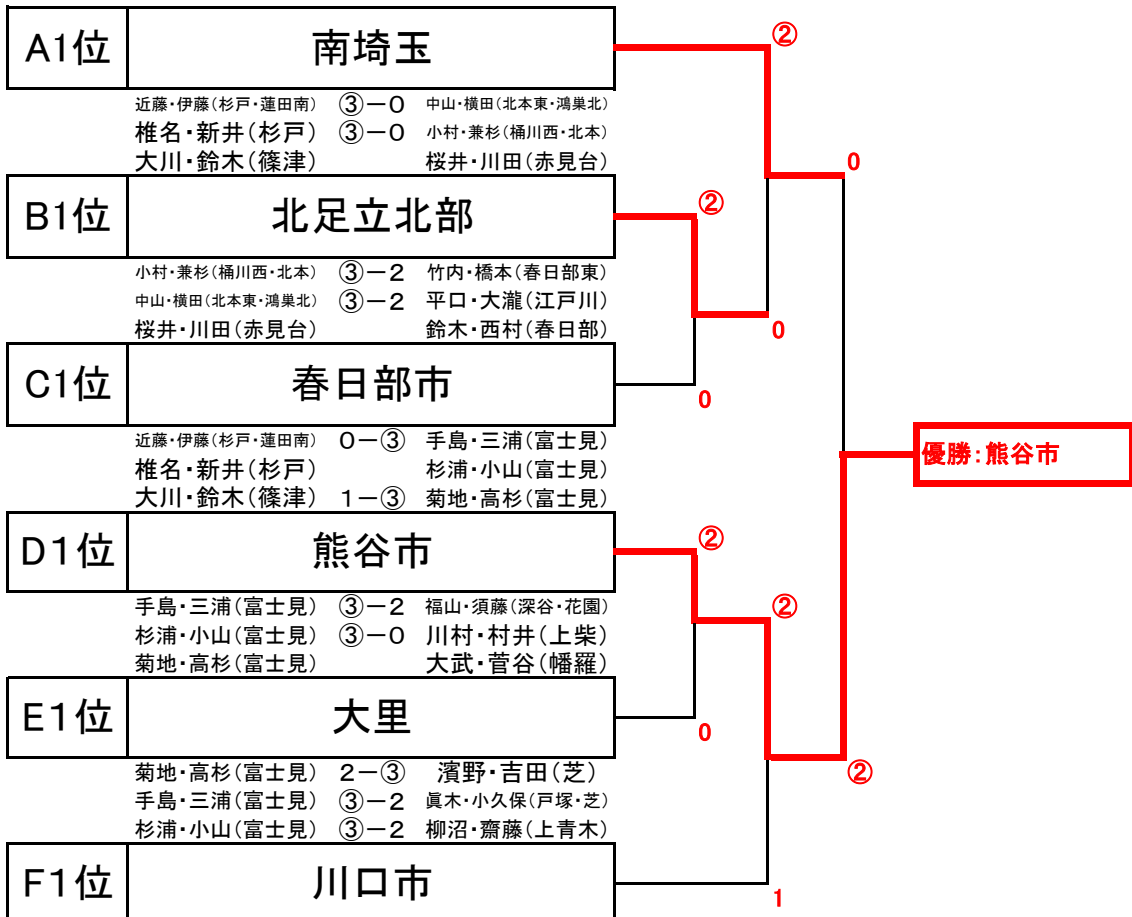 A1位 南埼玉 ②
近藤・伊藤(杉戸・蓮田南) ③－0 中山・横田(北本東・鴻巣北)
椎名・新井(杉戸) ③－0 小村・兼杉(桶川西・北本)
大川・鈴木(篠津) 桜井・川田(赤見台) 0
B1位 北足立北部 ②
小村・兼杉(桶川西・北本) ③－2 竹内・橋本(春日部東)
中山・横田(北本東・鴻巣北) ③－2 平口・大瀧(江戸川)
桜井・川田(赤見台) 鈴木・西村(春日部) 0
C1位 春日部市 0
近藤・伊藤(杉戸・蓮田南) 0－③ 手島・三浦(富士見)
椎名・新井(杉戸) 杉浦・小山(富士見) 優勝:熊谷市
大川・鈴木(篠津) 1－③ 菊地・高杉(富士見)
D1位 熊谷市 ②
手島・三浦(富士見) ③－2 福山・須藤(深谷・花園) ②
杉浦・小山(富士見) ③－0 川村・村井(上柴)
菊地・高杉(富士見) 大武・菅谷(幡羅)
E1位 大里 0
菊地・高杉(富士見) 2－③ 濱野・吉田(芝) ②
手島・三浦(富士見) ③－2 眞木・小久保(戸塚・芝)
杉浦・小山(富士見) ③－2 柳沼・齋藤(上青木)
F1位 川口市 1